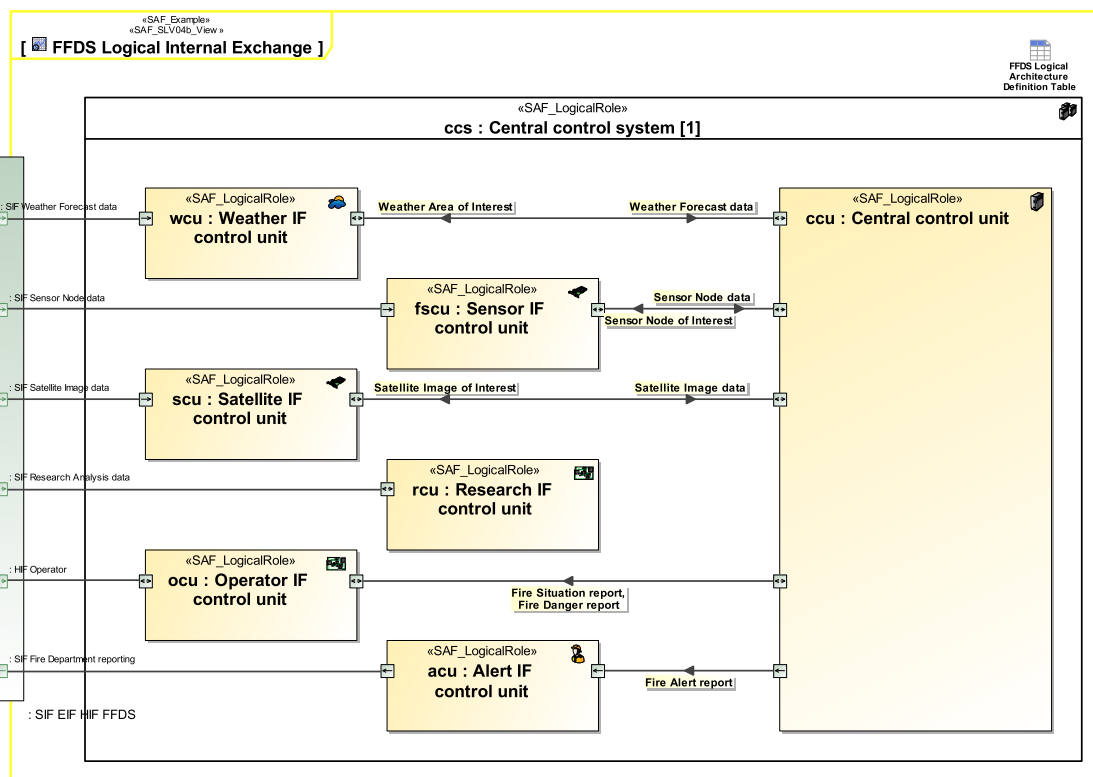 «SAF_Example»
«SAF_SLV04b_View »
[ FFDS Logical Internal Exchange ]
FFDS Logical
Architecture
Definition Table
«SAF_LogicalRole»
ccs : Central control system [1]
: SIF Weather Forecast data
«SAF_LogicalRole»
wcu : Weather IF
control unit
Weather Area of Interest
Weather Forecast data
«SAF_LogicalRole»
ccu : Central control unit
: SIF Sensor Node data
«SAF_LogicalRole»
fscu : Sensor IF
control unit
Sensor Node data
Sensor Node of Interest
: SIF Satellite Image data
«SAF_LogicalRole»
scu : Satellite IF
control unit
Satellite Image of Interest
Satellite Image data
: SIF Research Analysis data
«SAF_LogicalRole»
rcu : Research IF
control unit
: HIF Operator
«SAF_LogicalRole»
ocu : Operator IF
control unit
Fire Situation report,
Fire Danger report
: SIF Fire Department reporting
«SAF_LogicalRole»
acu : Alert IF
control unit
Fire Alert report
: SIF EIF HIF FFDS